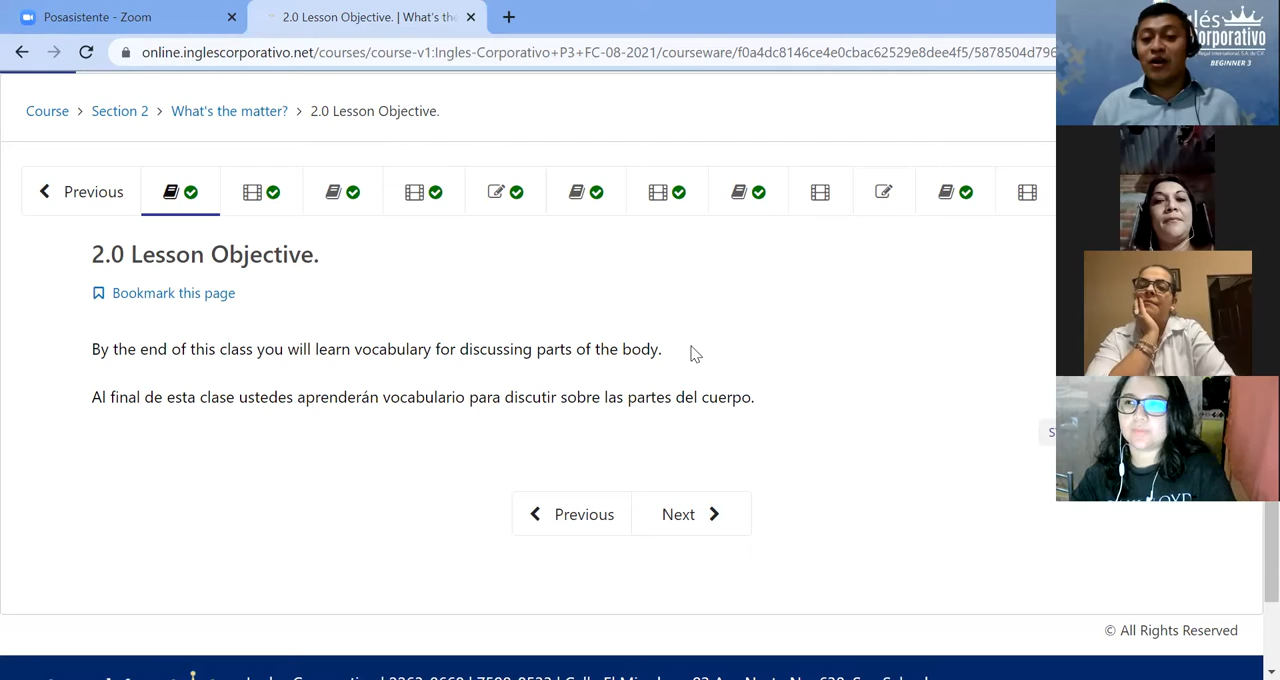 Posasistente - Zoom
2.0 Lesson Objective. | What's the
online.inglescorporativo.net/courses/course-v1:Ingles-Corporativo+P3+FC-08-2021/courseware/f0a4dc8146ce4e0cbac62529e8dee4f5/5878504d796
Course > Section 2 > What's the matter? > 2.0 Lesson Objective.
Previous
2.0 Lesson Objective.
Bookmark this page
By the end of this class you will learn vocabulary for discussing parts of the body.
Al final de esta clase ustedes aprenderán vocabulario para discutir sobre las partes del cuerpo.
Previous
Next
© All Rights Reserved
glés
orporativo
BEGINNER 3